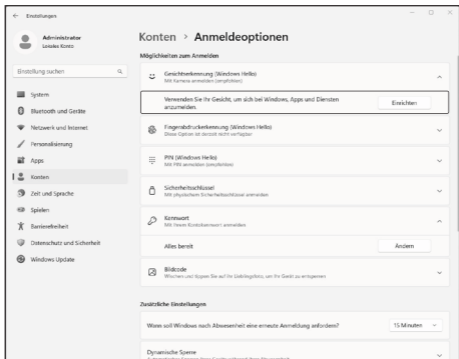 Einstellungen
Administrator
Lokales Konto
Einstellung suchen
System
Bluetooth und Geräte
Netzwerk und Internet
Personalisierung
Apps
Konten
Zeit und Sprache
Spielen
Barrierefreiheit
Datenschutz und Sicherheit
Windows Update
Konten > Anmeldeoptionen
Möglichkeiten zum Anmelden
Gesichtserkennung (Windows Hello)
Mit Kamera anmelden (empfohlen)
Verwenden Sie Ihr Gesicht, um sich bei Windows, Apps und Diensten
anzumelden.
Einrichten
Fingerabdruckerkennung (Windows Hello)
Diese Option ist derzeit nicht verfügbar
PIN (Windows Hello)
Mit PIN anmelden (empfohlen)
Sicherheitsschlüssel
Mit physischem Sicherheitsschlüssel anmelden
Kennwort
Mit Ihrem Kontokennwort anmelden
Alles bereit
Ändern
Bildcode
Wischen und tippen Sie auf Ihr Lieblingsfoto, um Ihr Gerät zu entsperren
Zusätzliche Einstellungen
Wann soll Windows nach Abwesenheit eine erneute Anmeldung anfordern?
15 Minuten
Dynamische Sperre